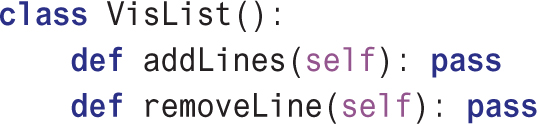 class VisList():
    def addLines(self): pass
    def removeLine(self): pass